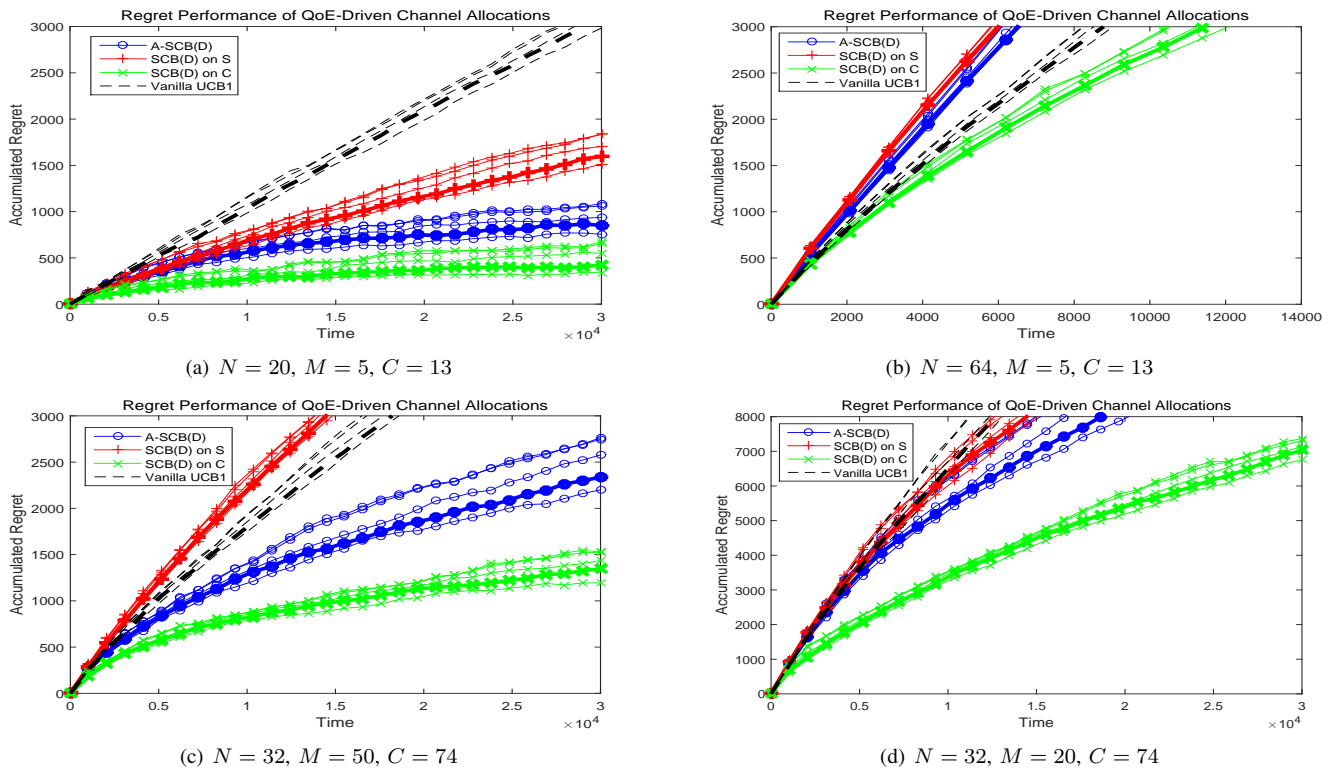 Regret Performance of QoE-Driven Channel Allocations
3000
2500
2000
1500
1000
500
0
Accumulated Regret
A-SCB(D)
SCB(D) on S
SCB(D) on C
Vanilla UCB1
0 0.5 1 1.5 2 2.5 3
Time
×10^4
(a) N = 20, M = 5, C = 13
Regret Performance of QoE-Driven Channel Allocations
3000
2500
2000
1500
1000
500
0
Accumulated Regret
A-SCB(D)
SCB(D) on S
SCB(D) on C
Vanilla UCB1
0 2000 4000 6000 8000 10000 12000 14000
Time
(b) N = 64, M = 5, C = 13
Regret Performance of QoE-Driven Channel Allocations
3000
2500
2000
1500
1000
500
0
Accumulated Regret
A-SCB(D)
SCB(D) on S
SCB(D) on C
Vanilla UCB1
0 0.5 1 1.5 2 2.5 3
Time
×10^4
(c) N = 32, M = 50, C = 74
Regret Performance of QoE-Driven Channel Allocations
8000
7000
6000
5000
4000
3000
2000
1000
0
Accumulated Regret
A-SCB(D)
SCB(D) on S
SCB(D) on C
Vanilla UCB1
0 0.5 1 1.5 2 2.5 3
Time
×10^4
(d) N = 32, M = 20, C = 74